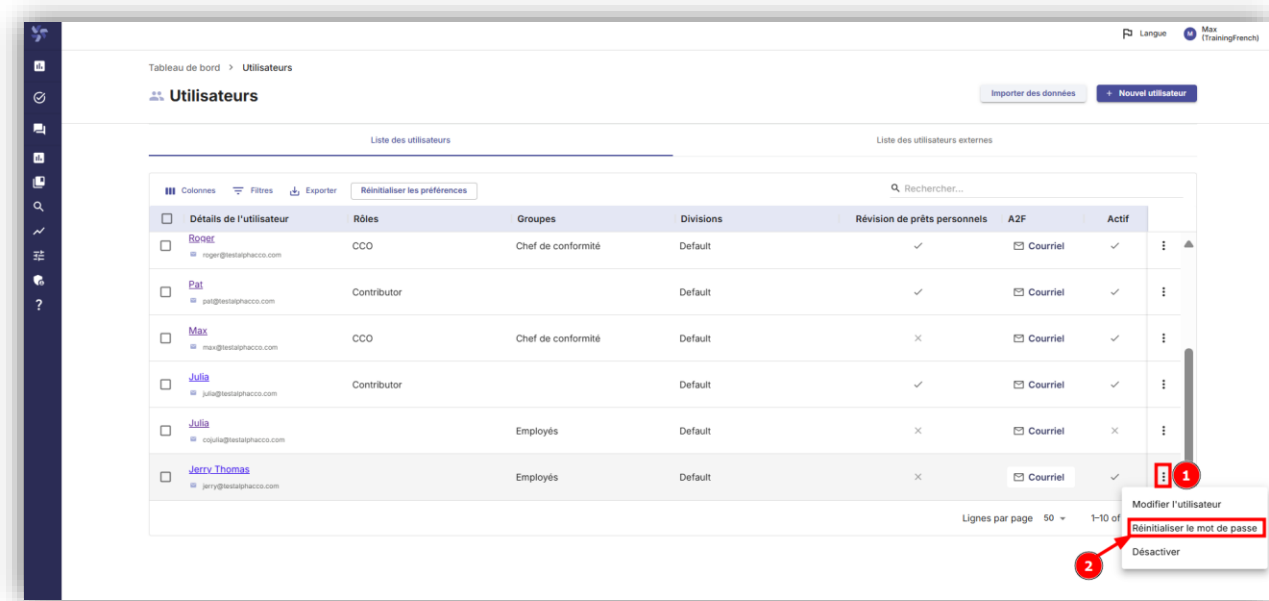 Langue
M
Max
(TrainingFrench)
Tableau de bord > Utilisateurs
Utilisateurs
Importer des données
+ Nouvel utilisateur
Liste des utilisateurs
Liste des utilisateurs externes
Colonnes
Filtres
Exporter
Réinitialiser les préférences
Rechercher...
Détails de l'utilisateur Rôles Groupes Divisions Révision de prêts personnels A2F Actif
Roger
CCO Chef de conformité Default Courriel
roger@testalphacco.com
Pat
Contributor Default Courriel
pat@testalphacco.com
Max
CCO Chef de conformité Default Courriel
max@testalphacco.com
Julia
Contributor Default Courriel
julia@testalphacco.com
Julia
Employés Default Courriel
cojulia@testalphacco.com
Jerry Thomas
Employés Default Courriel
jerry@testalphacco.com
1
Modifier l'utilisateur
Lignes par page 50 1–10 of
Réinitialiser le mot de passe
Désactiver
2
?